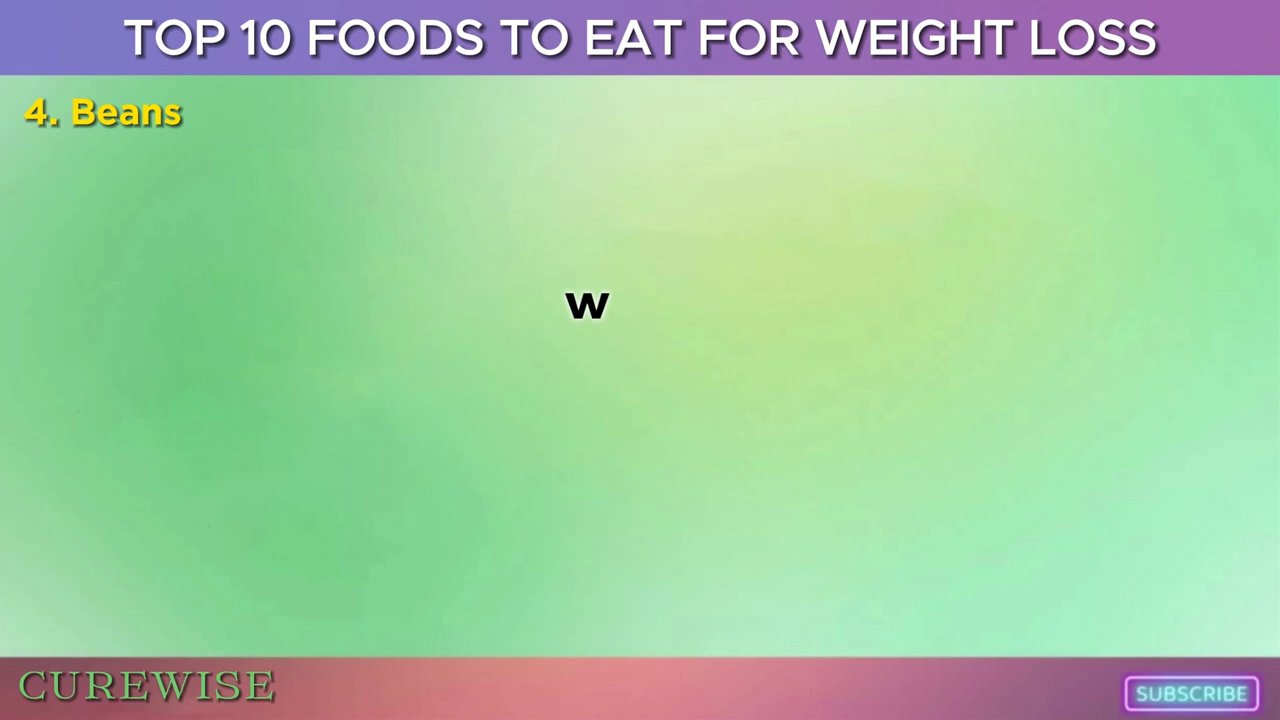 TOP 10 FOODS TO EAT FOR WEIGHT LOSS
4. Beans
w
CUREWISE
SUBSCRIBE